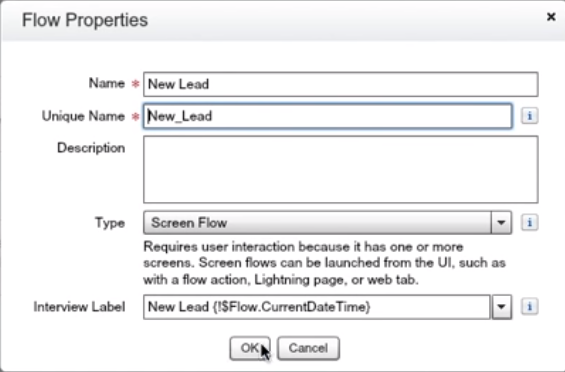 Flow Properties ×
Name * New Lead
Unique Name * New_Lead i
Description
Type Screen Flow i
Requires user interaction because it has one or more
screens. Screen flows can be launched from the UI, such as
with a flow action, Lightning page, or web tab.
Interview Label New Lead {!$Flow.CurrentDateTime} i
OK Cancel